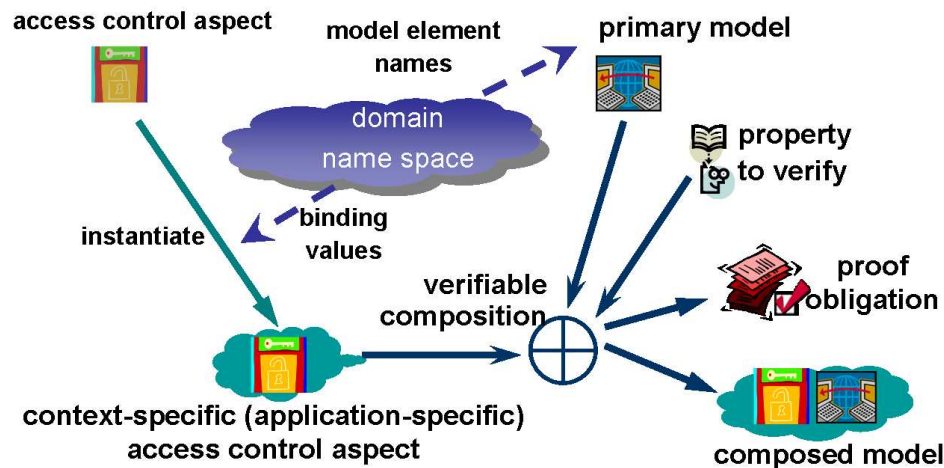 access control aspect
model element
names
primary model
domain
name space
property
to verify
instantiate
binding
values
verifiable
composition
proof
obligation
context-specific (application-specific)
access control aspect
composed model